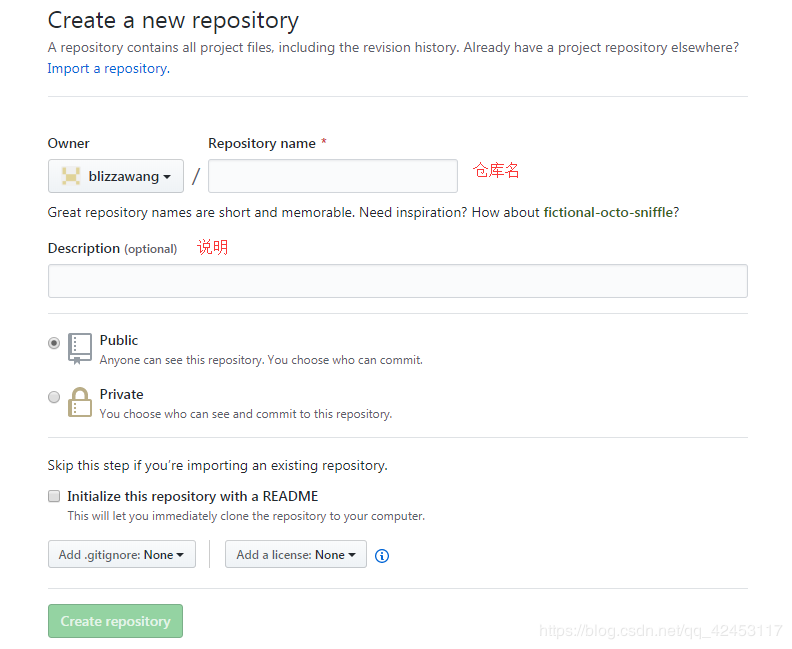 Create a new repository
A repository contains all project files, including the revision history. Already have a project repository elsewhere?
Import a repository.
Owner
Repository name *
blizzawang
/
仓库名
Great repository names are short and memorable. Need inspiration? How about fictional-octo-sniffle?
Description (optional) 说明
Public
Anyone can see this repository. You choose who can commit.
Private
You choose who can see and commit to this repository.
Skip this step if you're importing an existing repository.
Initialize this repository with a README
This will let you immediately clone the repository to your computer.
Add .gitignore: None
Add a license: None
Create repository
https://blog.csdn.net/qq_42453117